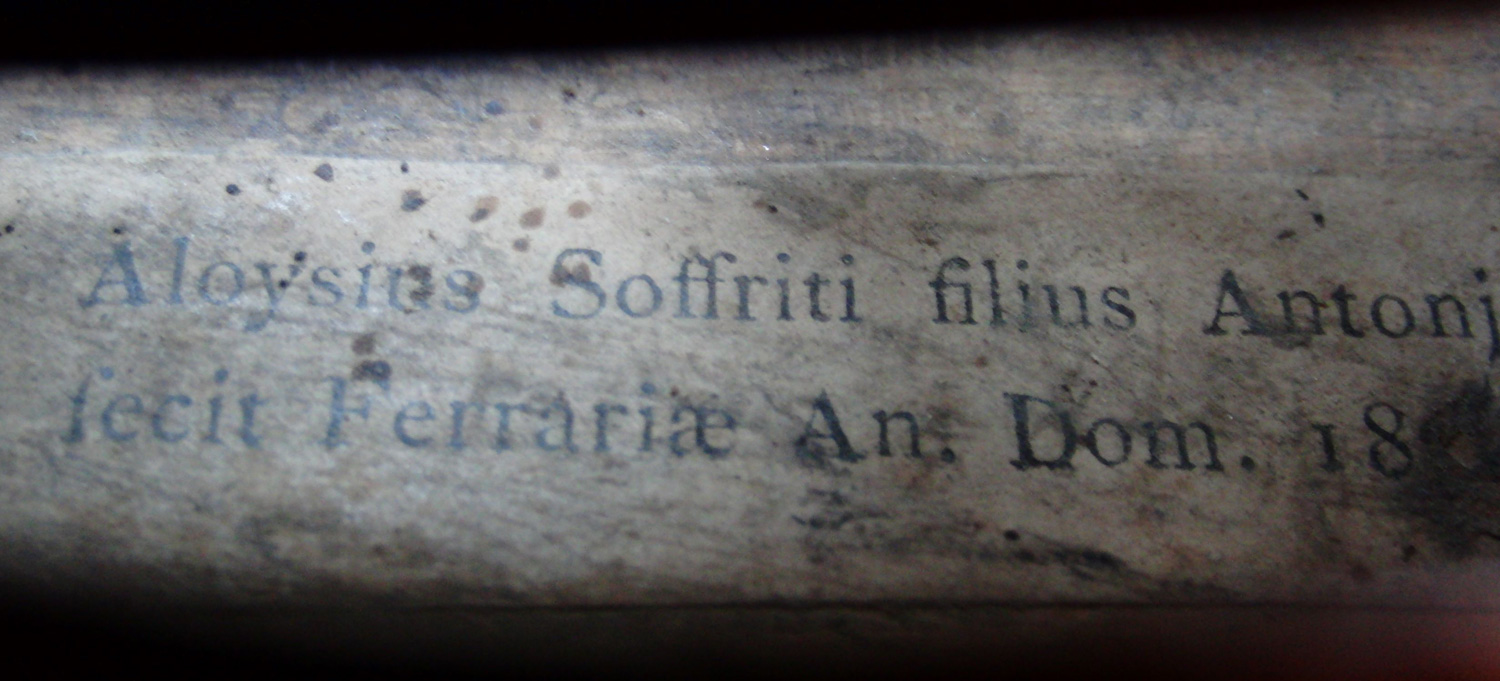 Aloysius Soffriti filius Antonj
fecit Ferrariæ An. Dom. 18